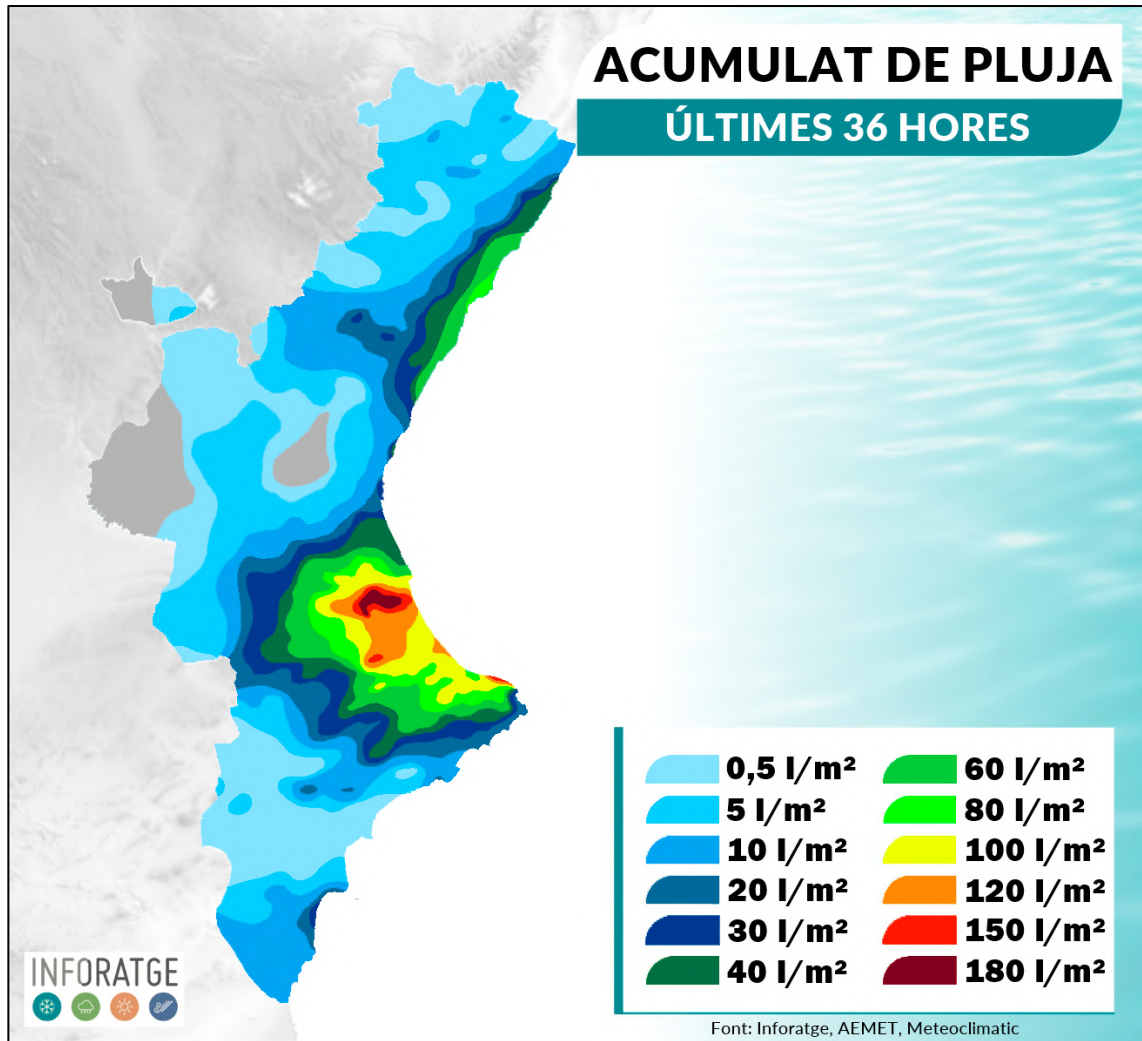 ACUMULAT DE PLUJA
ÚLTIMES 36 HORES
0,5 l/m²
5 l/m²
10 l/m²
20 l/m²
30 l/m²
40 l/m²
60 l/m²
80 l/m²
100 l/m²
120 l/m²
150 l/m²
180 l/m²
INFORATGE
Font: Inforatge, AEMET, Meteoclimatic